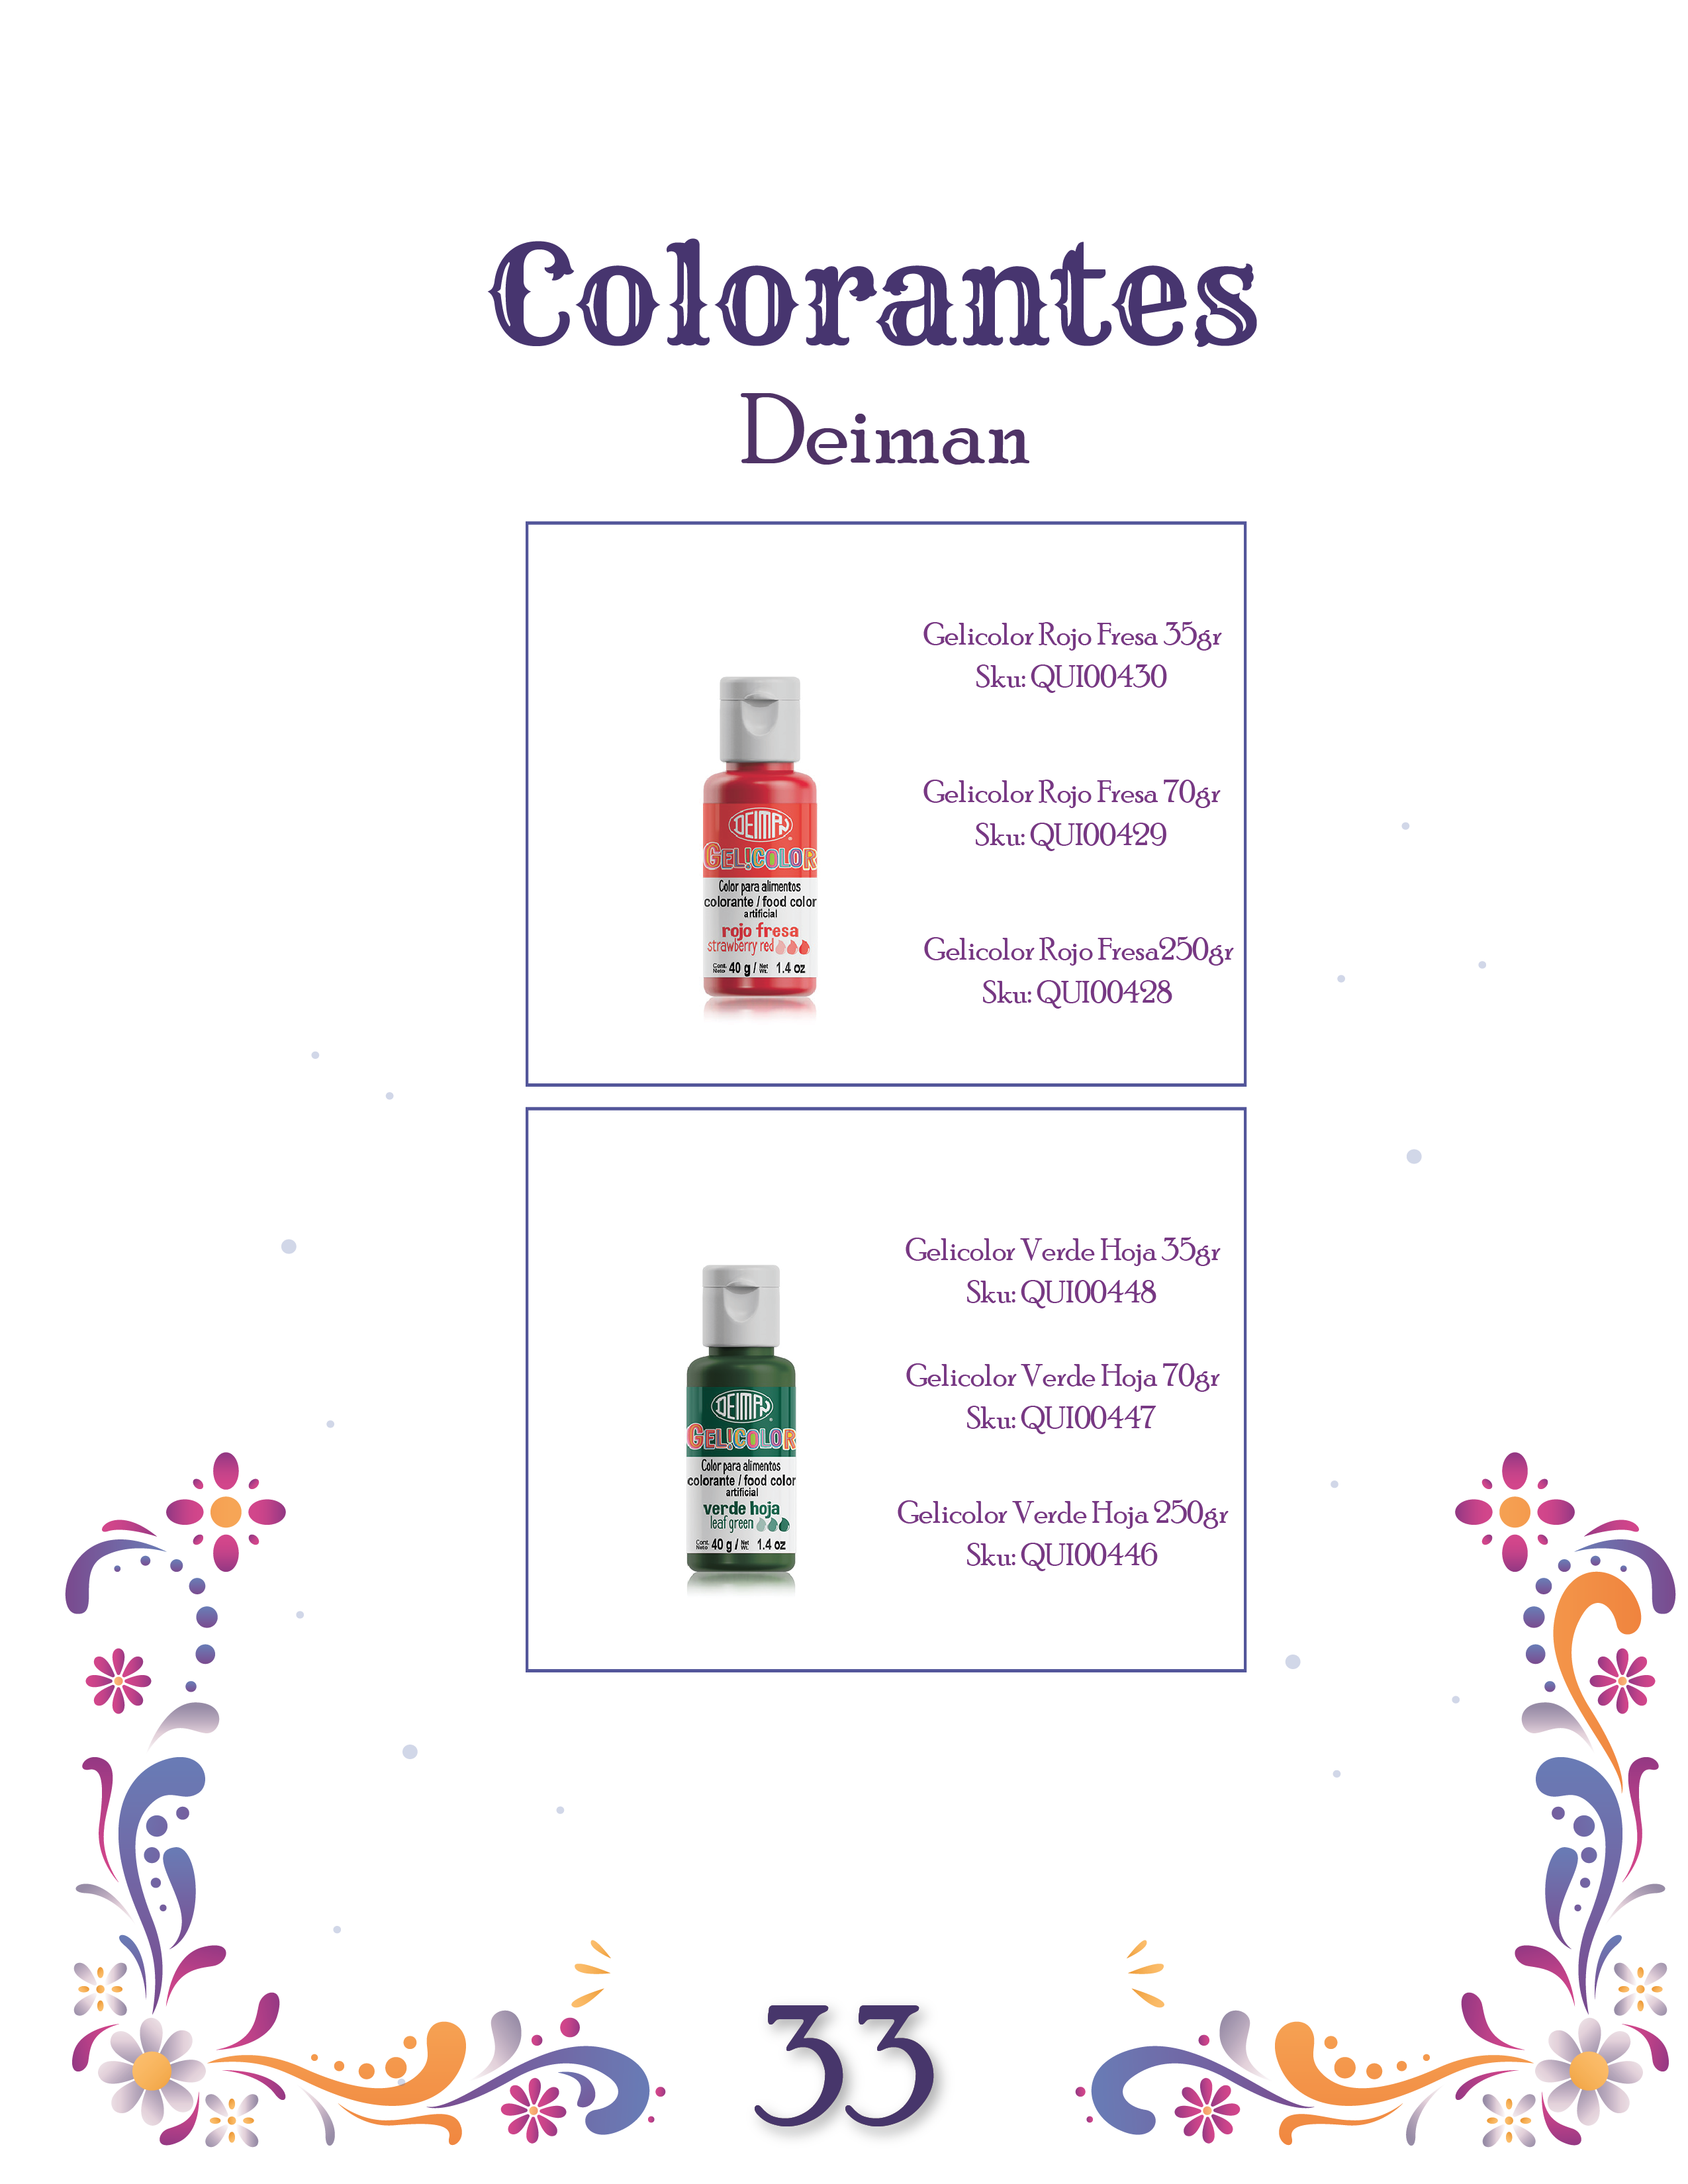 Colorantes
Deiman
Gelicolor Rojo Fresa 35gr
Sku: QUI00430
Gelicolor Rojo Fresa 70gr
Sku: QUI00429
Gelicolor Rojo Fresa250gr
Sku: QUI00428
DEIMAN
GEL!COLOR
Color para alimentos
colorante / food color
artificial
rojo fresa
strawberry red
Cont. Neto 40 g / Net Wt. 1.4 oz
Gelicolor Verde Hoja 35gr
Sku: QUI00448
Gelicolor Verde Hoja 70gr
Sku: QUI00447
Gelicolor Verde Hoja 250gr
Sku: QUI00446
DEIMAN
GEL!COLOR
Color para alimentos
colorante / food color
artificial
verde hoja
leaf green
Cont. Neto 40 g / Net Wt. 1.4 oz
33